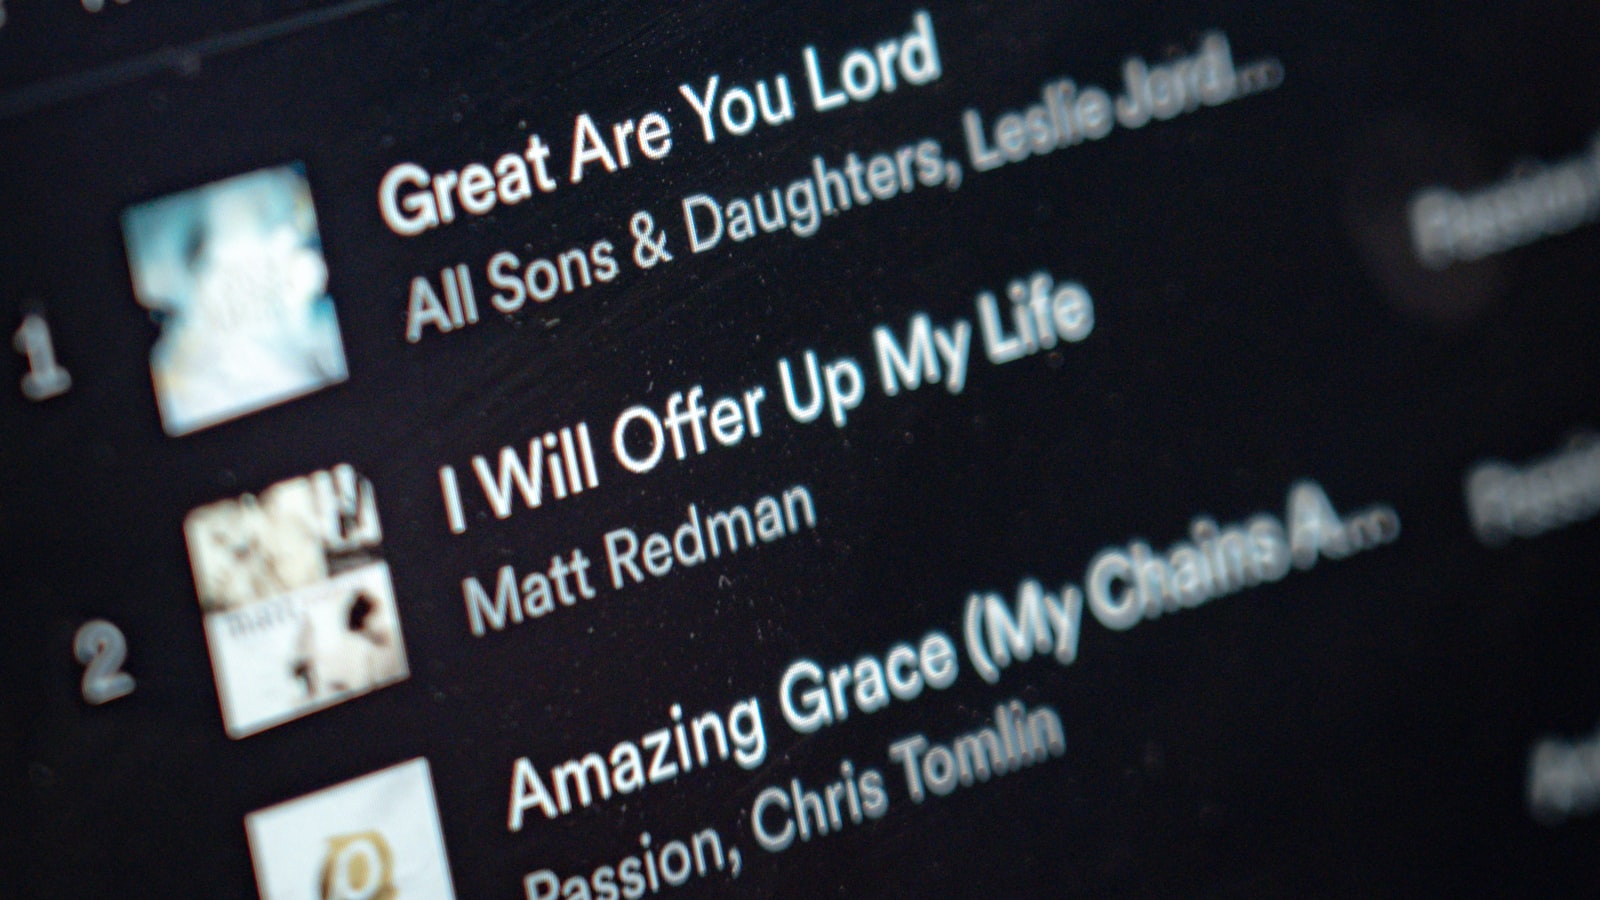 1
Great Are You Lord
All Sons & Daughters, Leslie Jord...
2
I Will Offer Up My Life
Matt Redman
Amazing Grace (My Chains A...
Passion, Chris Tomlin